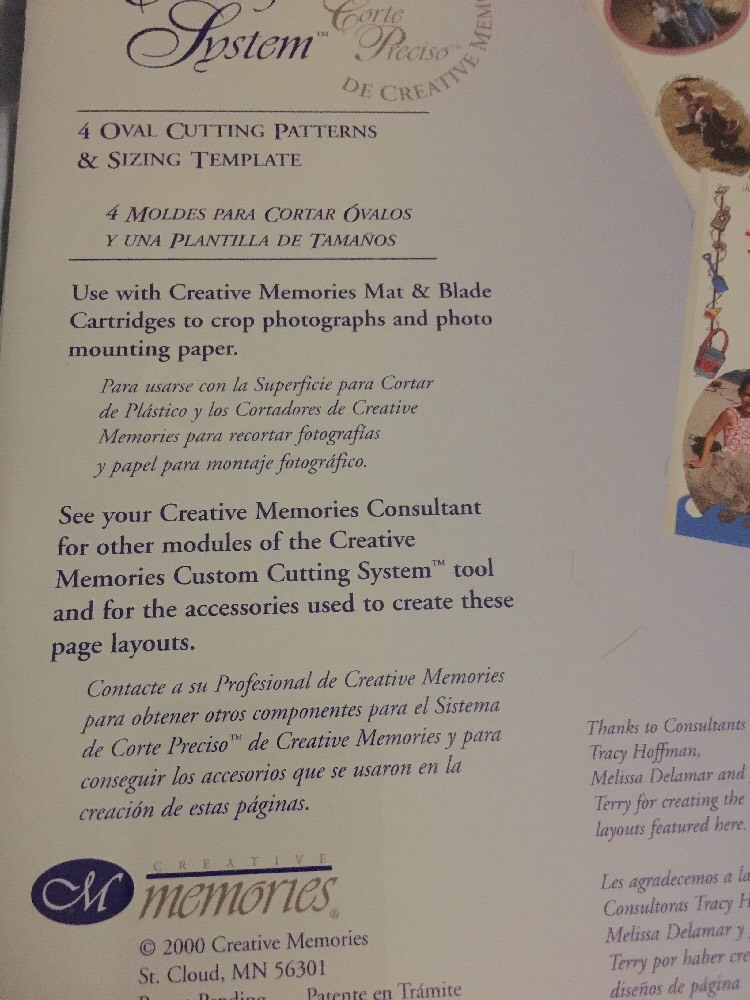 System™
Corte
Preciso™
DE CREATIVE MEM
4 OVAL CUTTING PATTERNS
& SIZING TEMPLATE
4 MOLDES PARA CORTAR ÓVALOS
Y UNA PLANTILLA DE TAMAÑOS
Use with Creative Memories Mat & Blade
Cartridges to crop photographs and photo
mounting paper.
Para usarse con la Superficie para Cortar
de Plástico y los Cortadores de Creative
Memories para recortar fotografías
y papel para montaje fotográfico.
See your Creative Memories Consultant
for other modules of the Creative
Memories Custom Cutting System™ tool
and for the accessories used to create these
page layouts.
Contacte a su Profesional de Creative Memories
para obtener otros componentes para el Sistema
de Corte Preciso™ de Creative Memories y para
conseguir los accesorios que se usaron en la
creación de estas páginas.
CM
CREATIVE
memories®
© 2000 Creative Memories
St. Cloud, MN 56301
Pending Patente en Trámite
Thanks to Consultants
Tracy Hoffman,
Melissa Delamar and
Terry for creating the
layouts featured here.
Les agradecemos a la
Consultoras Tracy H
Melissa Delamar y
Terry por haber cre
diseños de página